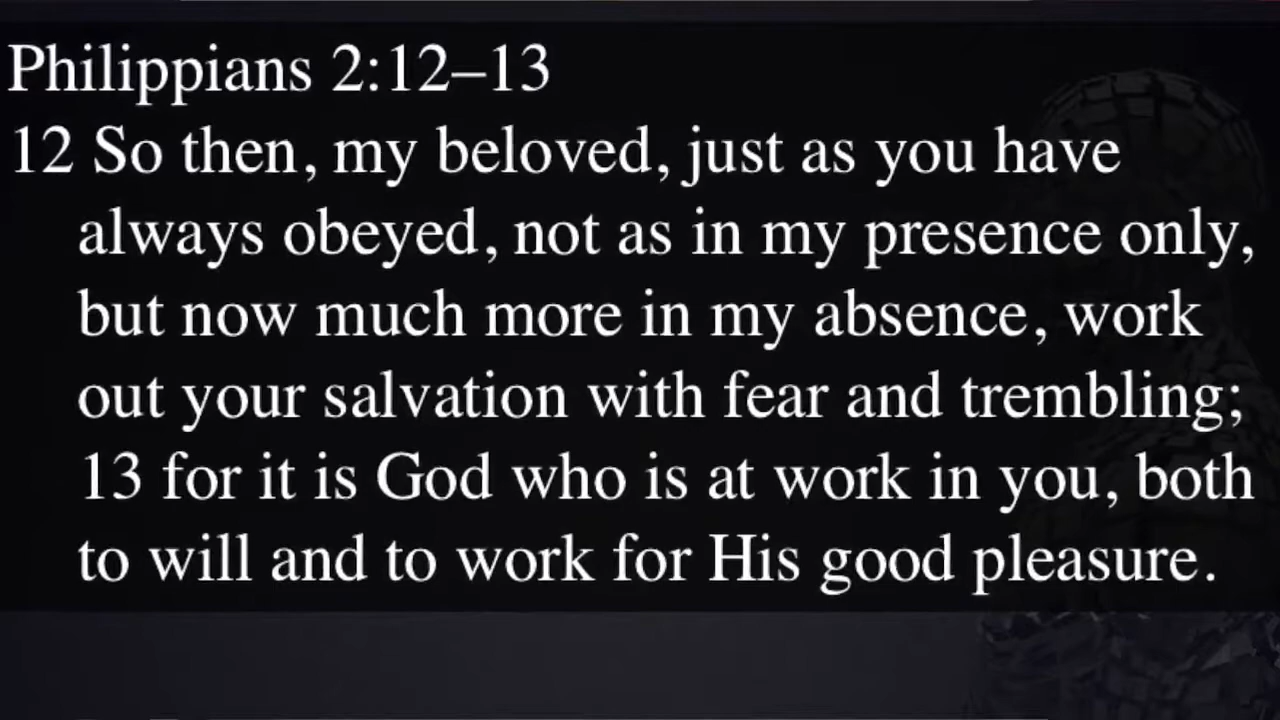 Philippians 2:12–13
12 So then, my beloved, just as you have
always obeyed, not as in my presence only,
but now much more in my absence, work
out your salvation with fear and trembling;
13 for it is God who is at work in you, both
to will and to work for His good pleasure.